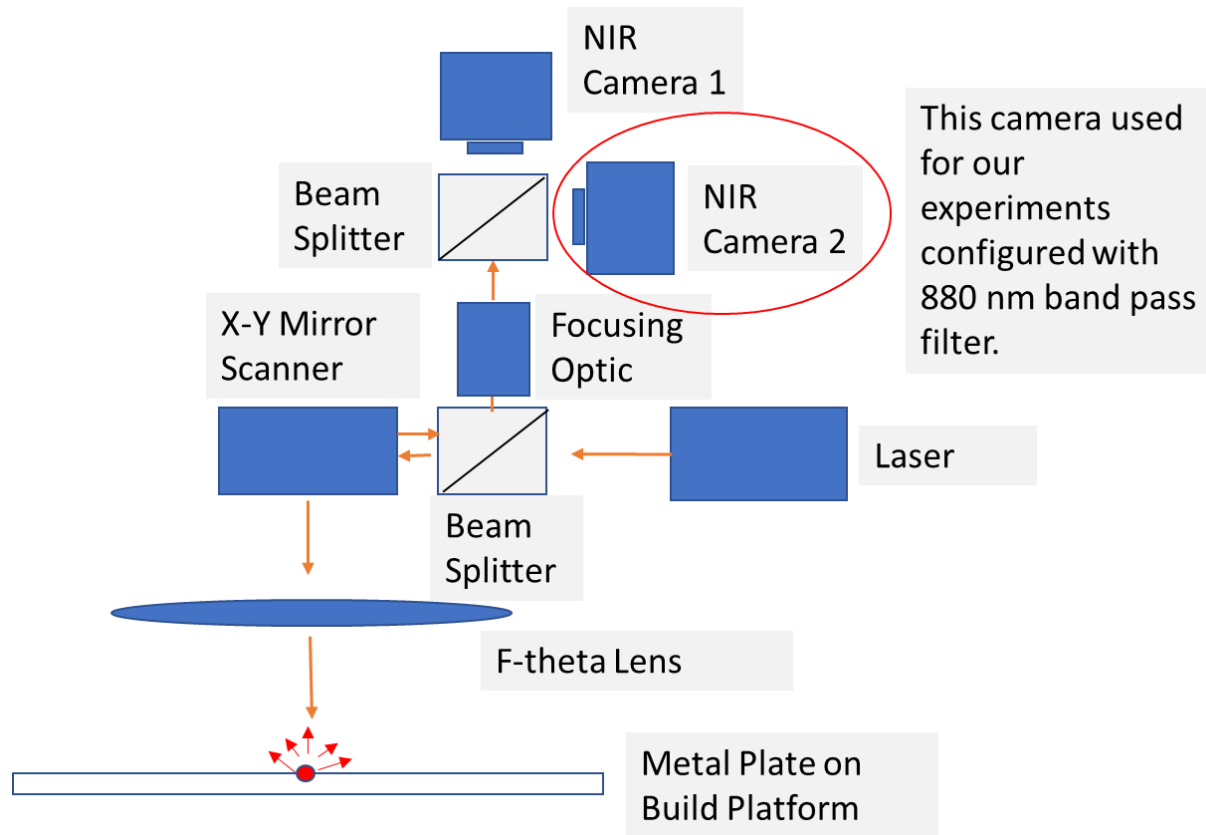 NIR
Camera 1
This camera used
for our
experiments
configured with
880 nm band pass
filter.
Beam
Splitter
NIR
Camera 2
X-Y Mirror
Scanner
Focusing
Optic
Laser
Beam
Splitter
F-theta Lens
Metal Plate on
Build Platform